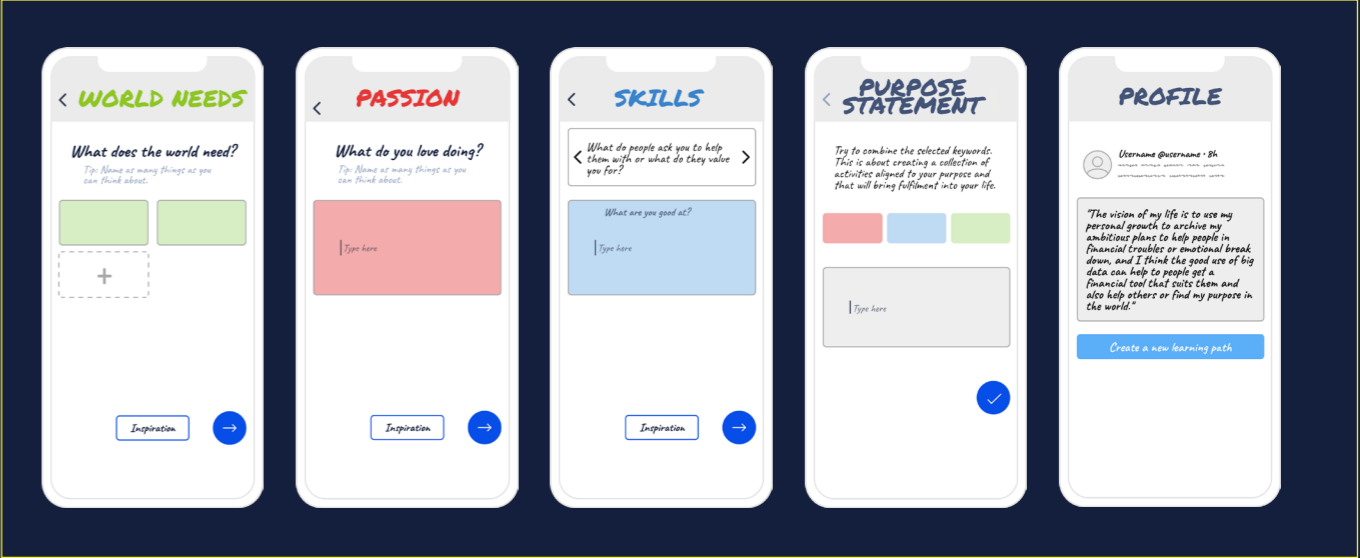 WORLD NEEDS
What does the world need?
Tip: Name as many things as you
can think about.
+
Inspiration
PASSION
What do you love doing?
Tip: Name as many things as you
can think about.
Type here
Inspiration
SKILLS
What do people ask you to help
them with or what do they value
you for?
What are you good at?
Type here
Inspiration
PURPOSE
STATEMENT
Try to combine the selected keywords.
This is about creating a collection of
activities aligned to your purpose and
that will bring fulfilment into your life.
Type here
PROFILE
Username @username • 8h
"The vision of my life is to use my
personal growth to archive my
ambitious plans to help people in
financial troubles or emotional break
down, and I think the good use of big
data can help to people get a
financial tool that suits them and
also help others or find my purpose in
the world."
Create a new learning path